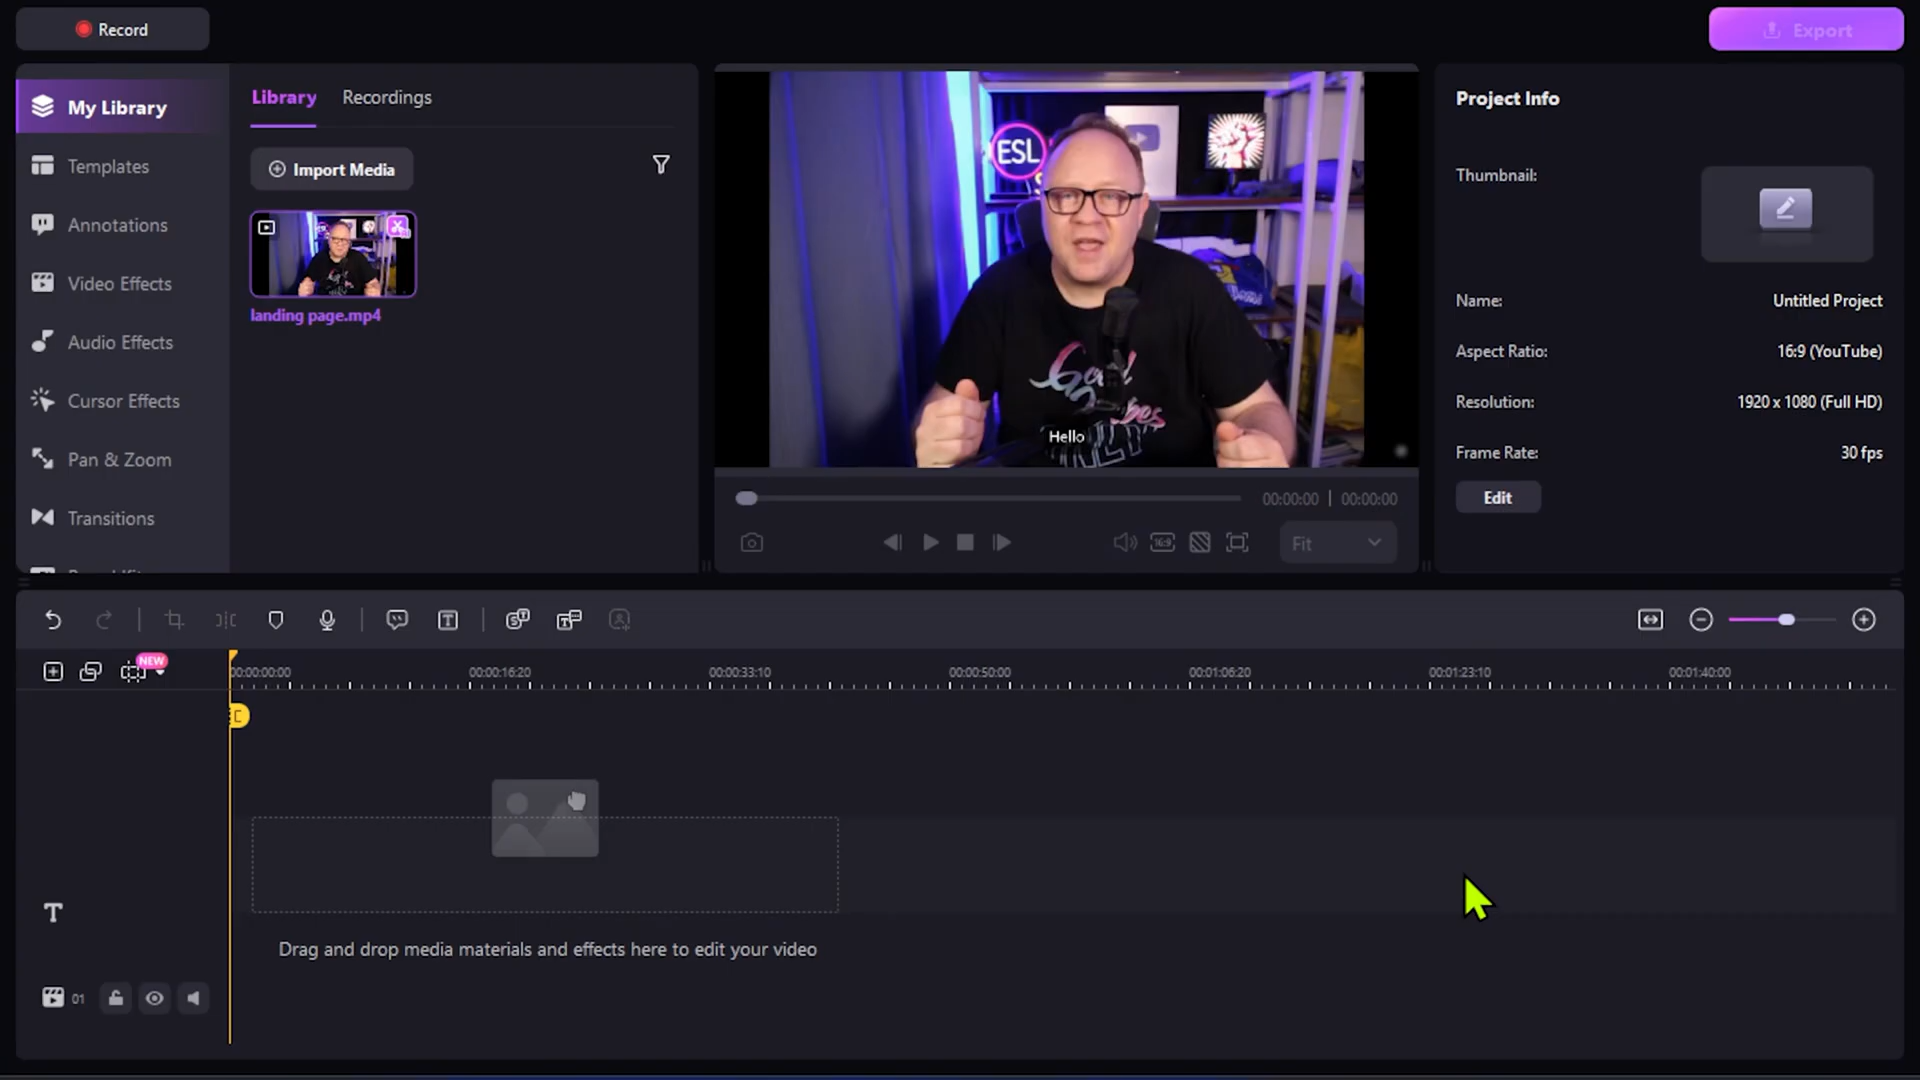 Record
Export
My Library
Templates
Annotations
Video Effects
Audio Effects
Cursor Effects
Pan & Zoom
Transitions
Library
Recordings
Import Media
landing page.mp4
ESL
Good
Hello
00:00:00 | 00:00:00
16:9
Fit
Project Info
Thumbnail:
Name:
Untitled Project
Aspect Ratio:
16:9 (YouTube)
Resolution:
1920 x 1080 (Full HD)
Frame Rate:
30 fps
Edit
NEW
00:00:00:00
00:00:16:20
00:00:33:10
00:00:50:00
00:01:06:20
00:01:23:10
00:01:40:00
Drag and drop media materials and effects here to edit your video
01